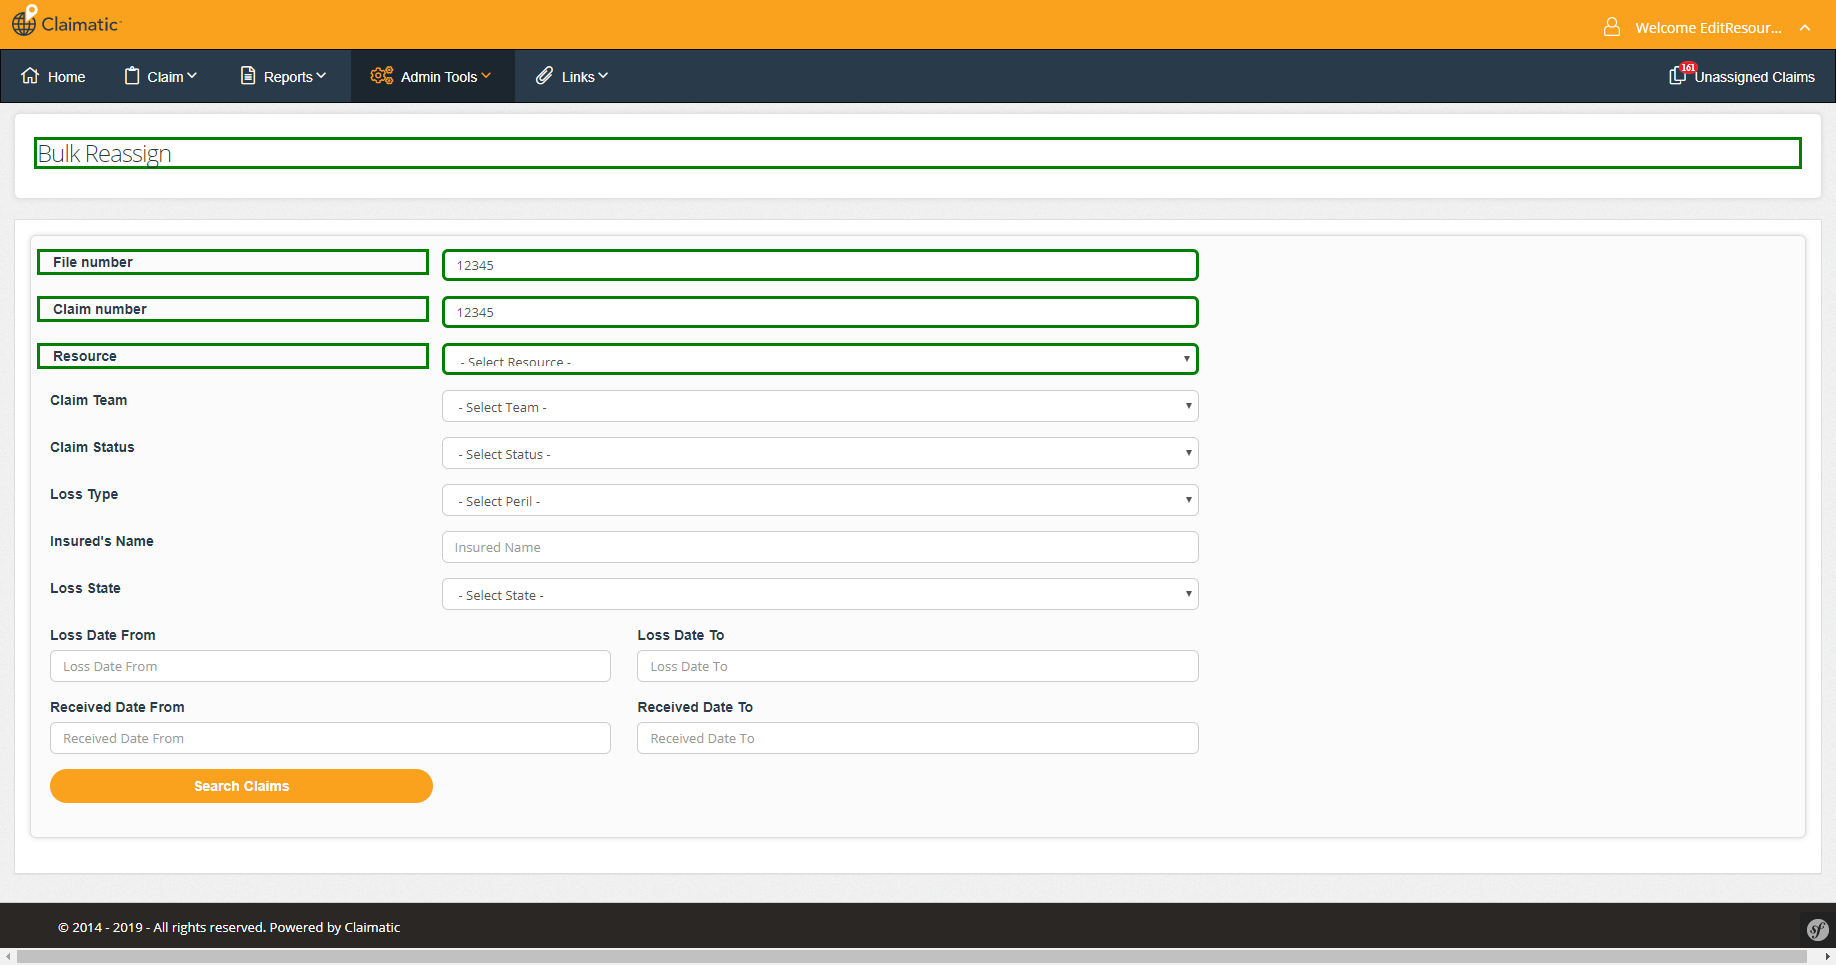 Claimatic
Welcome EditResour...
Home
Claim
Reports
Admin Tools
Links
161
Unassigned Claims
Bulk Reassign
File number
12345
Claim number
12345
Resource
- Select Resource -
Claim Team
- Select Team -
Claim Status
- Select Status -
Loss Type
- Select Peril -
Insured's Name
Insured Name
Loss State
- Select State -
Loss Date From
Loss Date To
Loss Date From
Loss Date To
Received Date From
Received Date To
Received Date From
Received Date To
Search Claims
© 2014 - 2019 - All rights reserved. Powered by Claimatic
sf